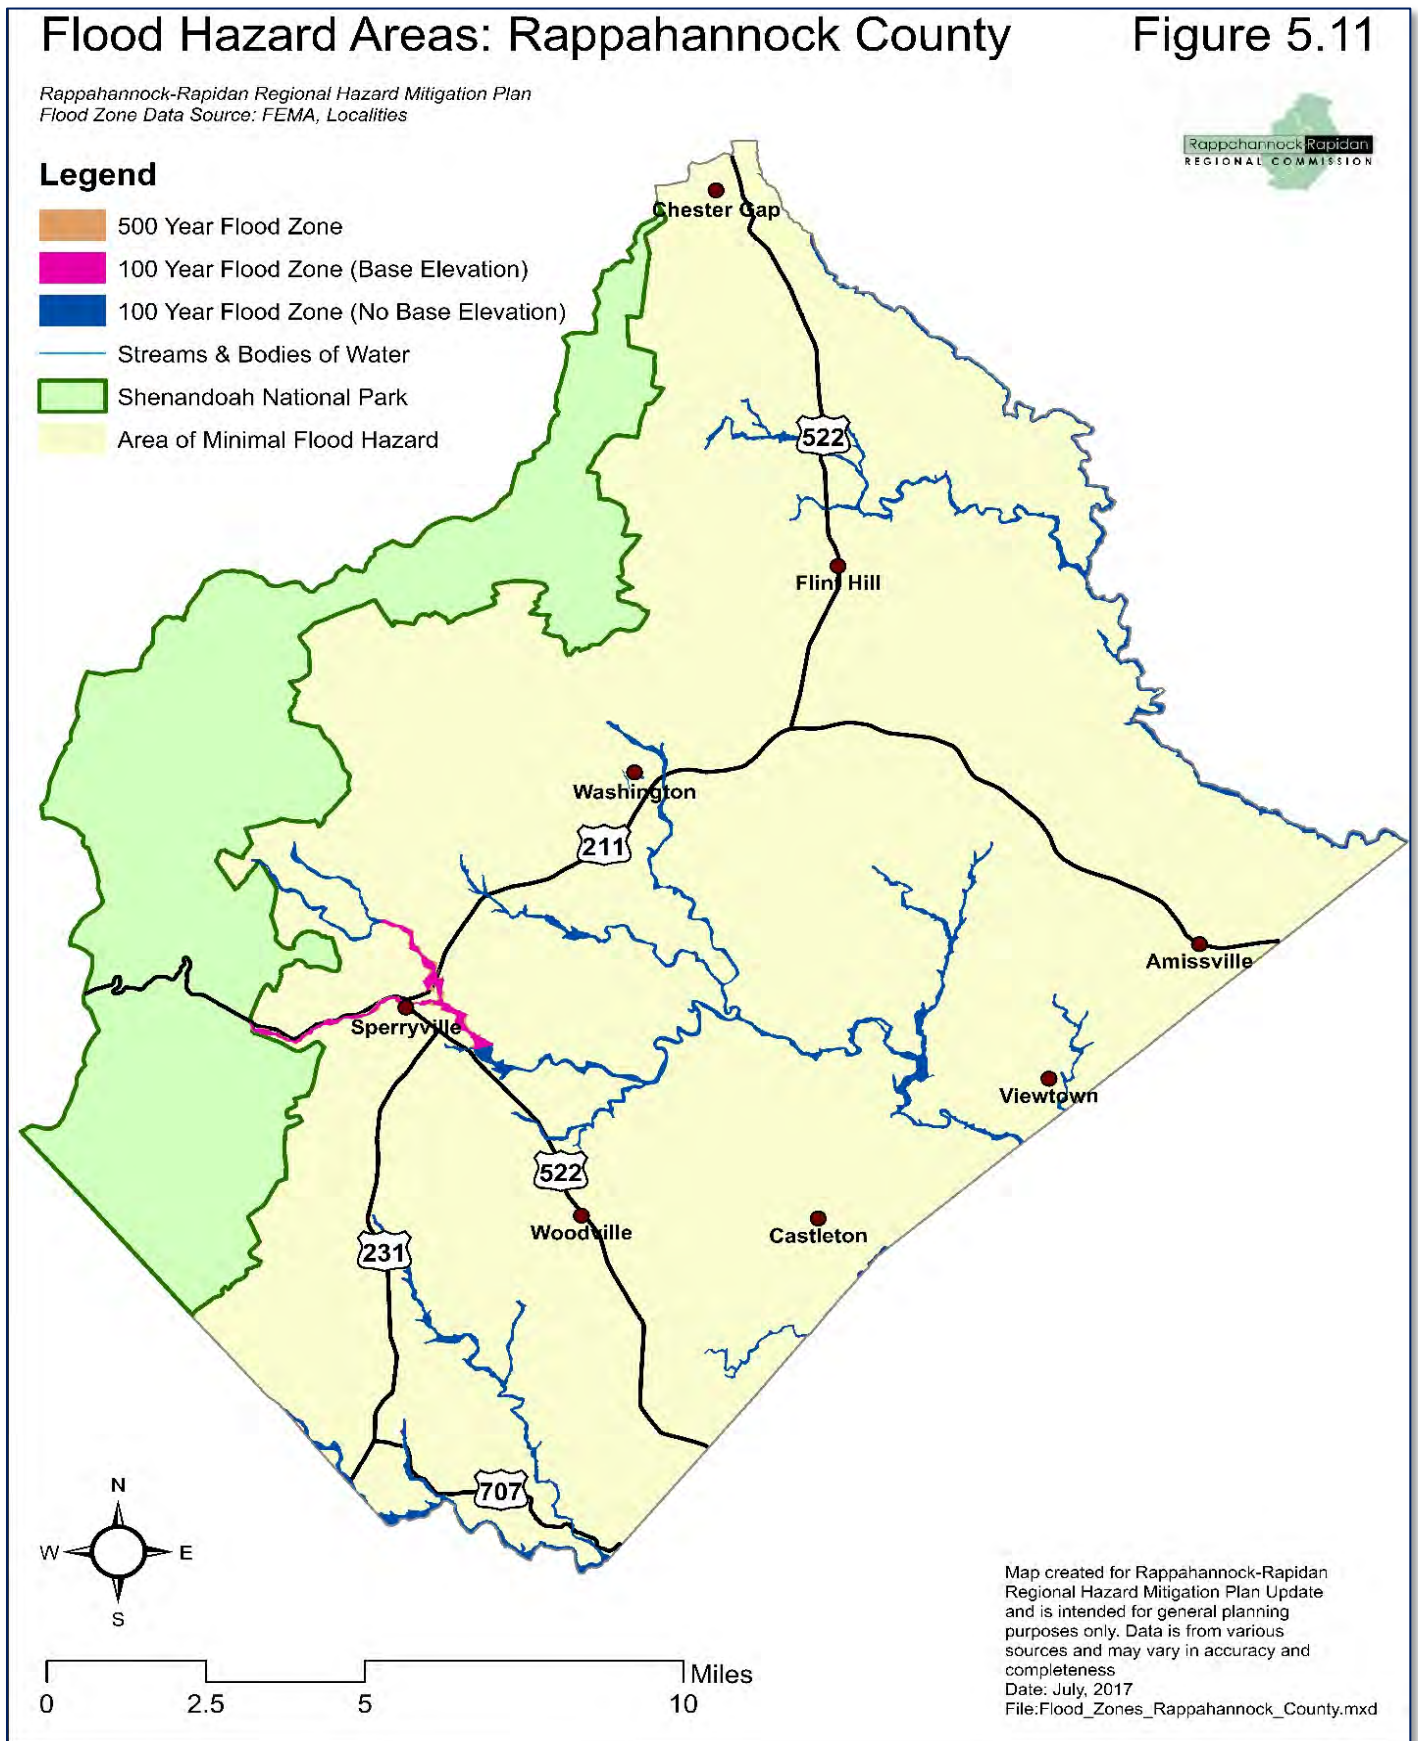 Flood Hazard Areas: Rappahannock County
Figure 5.11
Rappahannock-Rapidan Regional Hazard Mitigation Plan
Flood Zone Data Source: FEMA, Localities
Rappahannock-Rapidan
REGIONAL COMMISSION
Legend
500 Year Flood Zone
100 Year Flood Zone (Base Elevation)
100 Year Flood Zone (No Base Elevation)
Streams & Bodies of Water
Shenandoah National Park
Area of Minimal Flood Hazard
Chester Gap
522
Flint Hill
Washington
211
Amissville
Sperryville
Viewtown
522
Woodville
Castleton
231
707
N
W
E
S
Miles
0
2.5
5
10
Map created for Rappahannock-Rapidan
Regional Hazard Mitigation Plan Update
and is intended for general planning
purposes only. Data is from various
sources and may vary in accuracy and
completeness
Date: July, 2017
File:Flood_Zones_Rappahannock_County.mxd